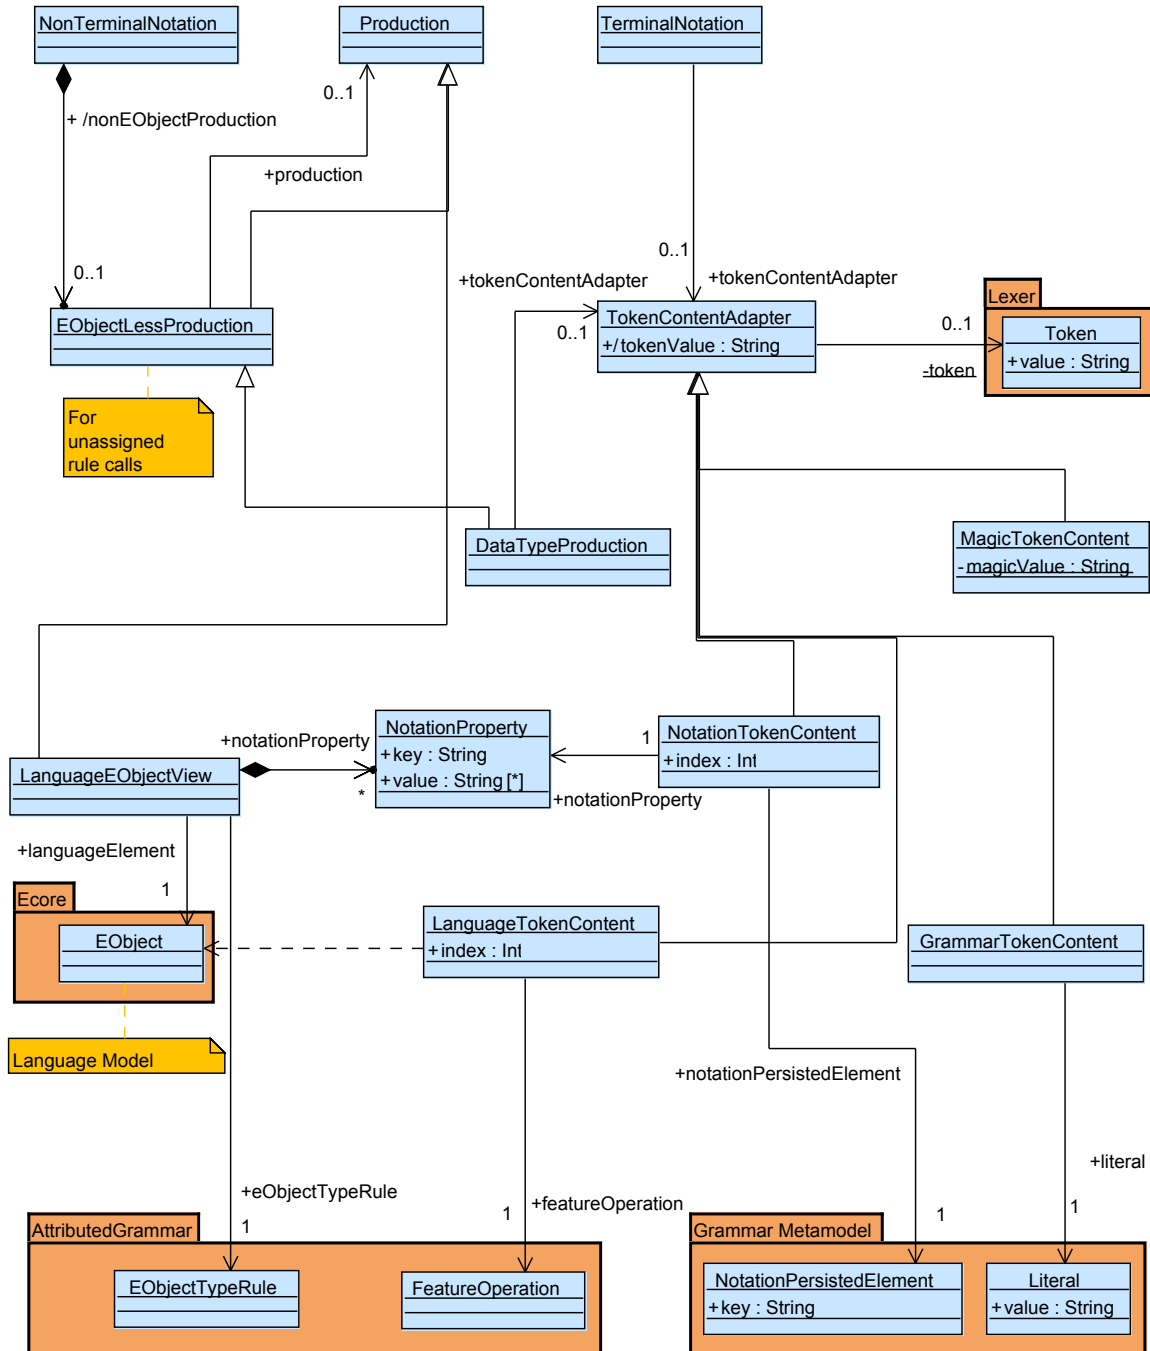 NonTerminalNotation
Production
TerminalNotation
0..1
+ /nonEObjectProduction
+production
0..1
0..1
+tokenContentAdapter
+tokenContentAdapter
Lexer
EObjectLessProduction
TokenContentAdapter
+/tokenValue : String
0..1
0..1
Token
+value : String
-token
For
unassigned
rule calls
DataTypeProduction
MagicTokenContent
-magicValue : String
NotationProperty
+key : String
+value : String [*]
+notationProperty
*
1
NotationTokenContent
+index : Int
+notationProperty
LanguageEObjectView
+languageElement
1
Ecore
EObject
LanguageTokenContent
+index : Int
GrammarTokenContent
Language Model
+notationPersistedElement
+literal
+eObjectTypeRule
1
1
+featureOperation
1
1
AttributedGrammar
Grammar Metamodel
EObjectTypeRule
FeatureOperation
NotationPersistedElement
+key : String
Literal
+value : String